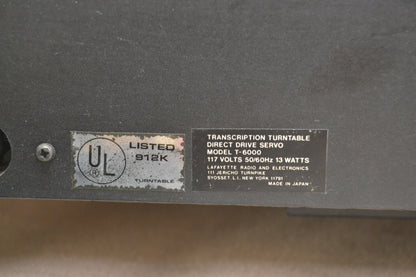 UL
®
LISTED
912K
TURNTABLE
TRANSCRIPTION TURNTABLE
DIRECT DRIVE SERVO
MODEL T-6000
117 VOLTS 50/60Hz 13 WATTS
LAFAYETTE RADIO AND ELECTRONICS
111 JERICHO TURNPIKE
SYOSSET. L.I. NEW YORK 11791
MADE IN JAPAN